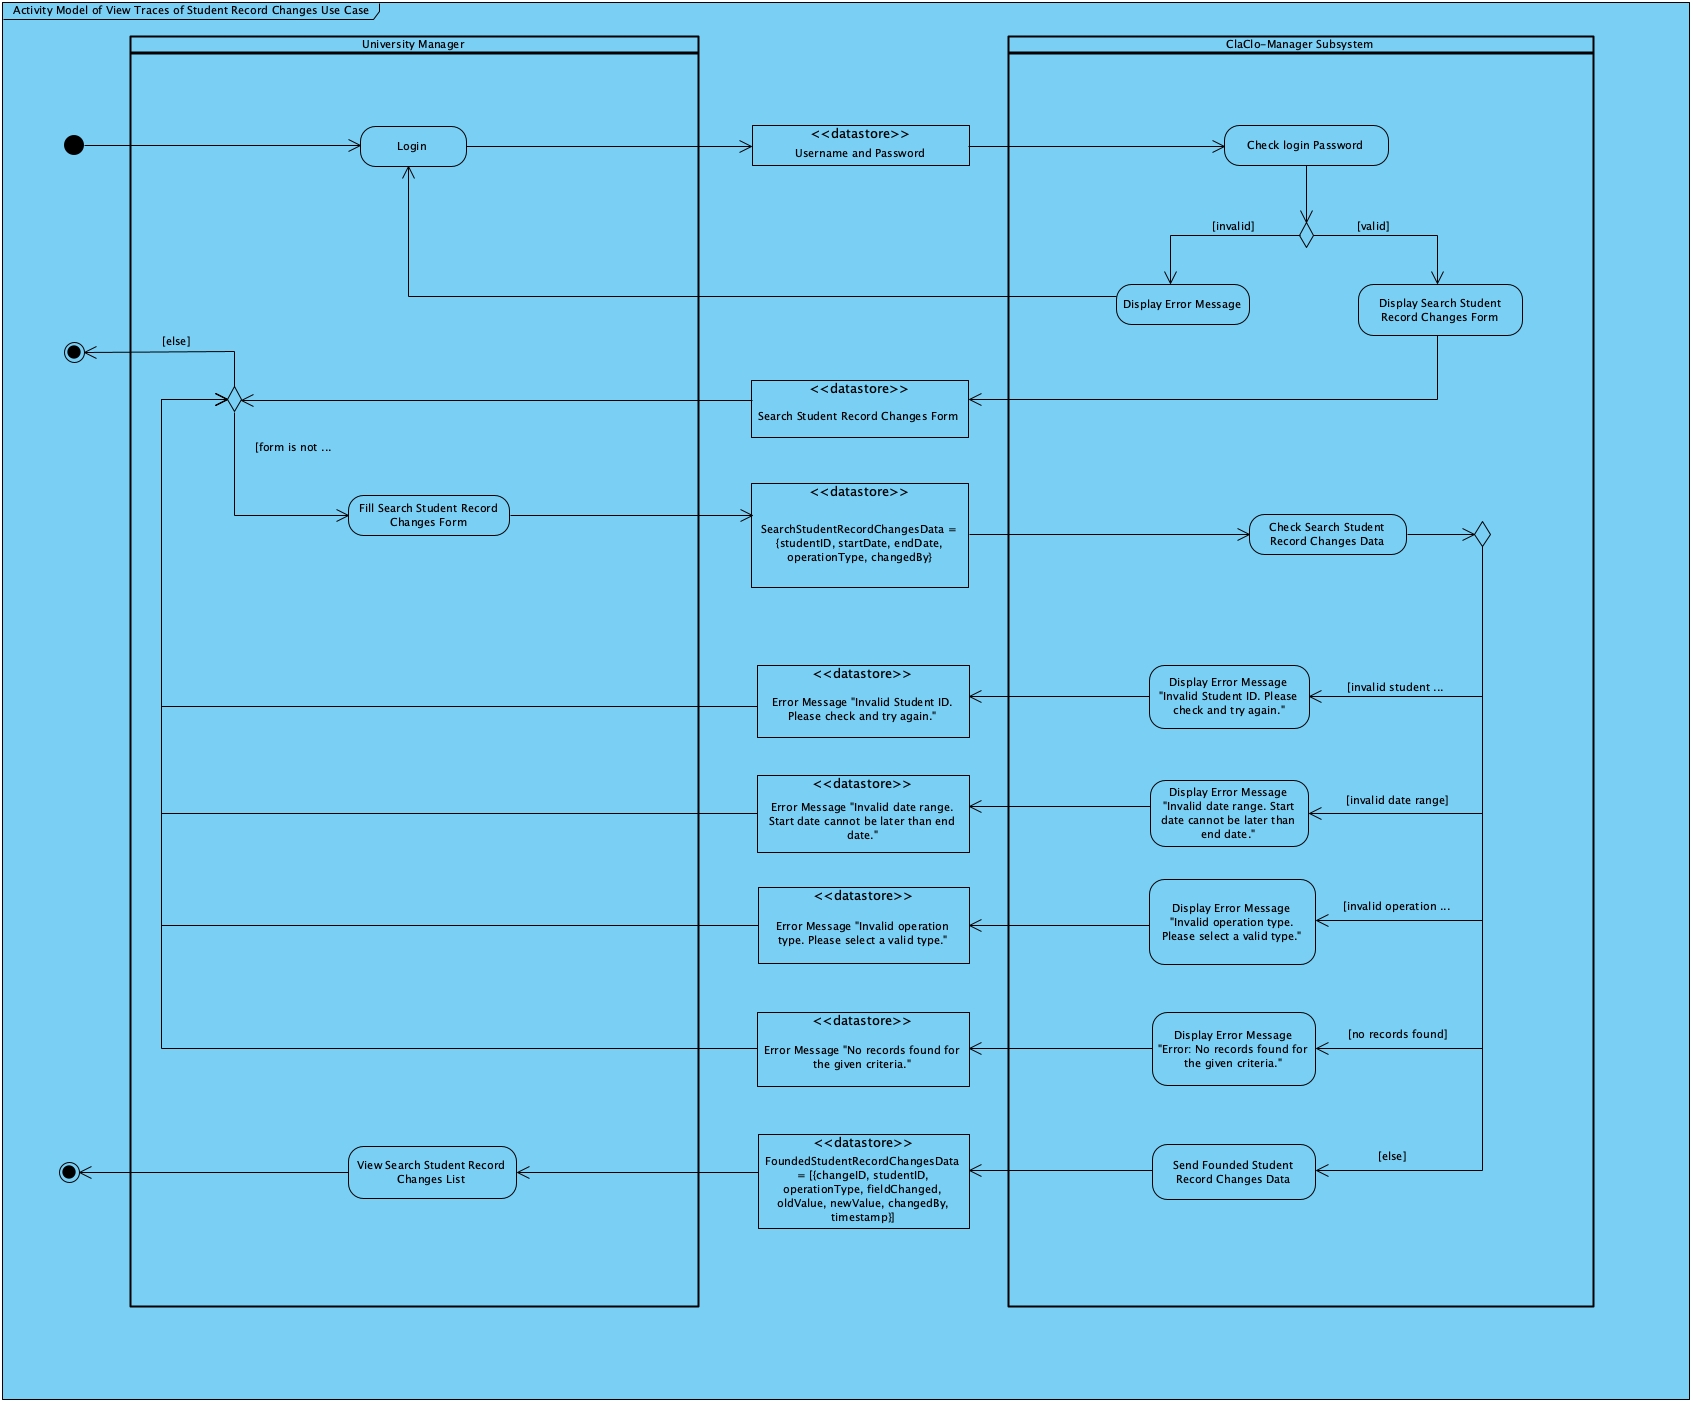 Activity Model of View Traces of Student Record Changes Use Case
University Manager
ClaClo-Manager Subsystem
Login
<<datastore>>
Username and Password
Check login Password
[invalid]
[valid]
Display Error Message
Display Search Student
Record Changes Form
[else]
<<datastore>>
Search Student Record Changes Form
[form is not ...
Fill Search Student Record
Changes Form
<<datastore>>
SearchStudentRecordChangesData =
{studentID, startDate, endDate,
operationType, changedBy}
Check Search Student
Record Changes Data
<<datastore>>
Error Message "Invalid Student ID.
Please check and try again."
Display Error Message
"Invalid Student ID. Please
check and try again."
[invalid student ...
<<datastore>>
Error Message "Invalid date range.
Start date cannot be later than end
date."
Display Error Message
"Invalid date range. Start
date cannot be later than
end date."
[invalid date range]
<<datastore>>
Error Message "Invalid operation
type. Please select a valid type."
Display Error Message
"Invalid operation type.
Please select a valid type."
[invalid operation ...
<<datastore>>
Error Message "No records found for
the given criteria."
Display Error Message
"Error: No records found for
the given criteria."
[no records found]
View Search Student Record
Changes List
<<datastore>>
FoundedStudentRecordChangesData
= [{changeID, studentID,
operationType, fieldChanged,
oldValue, newValue, changedBy,
timestamp}]
Send Founded Student
Record Changes Data
[else]